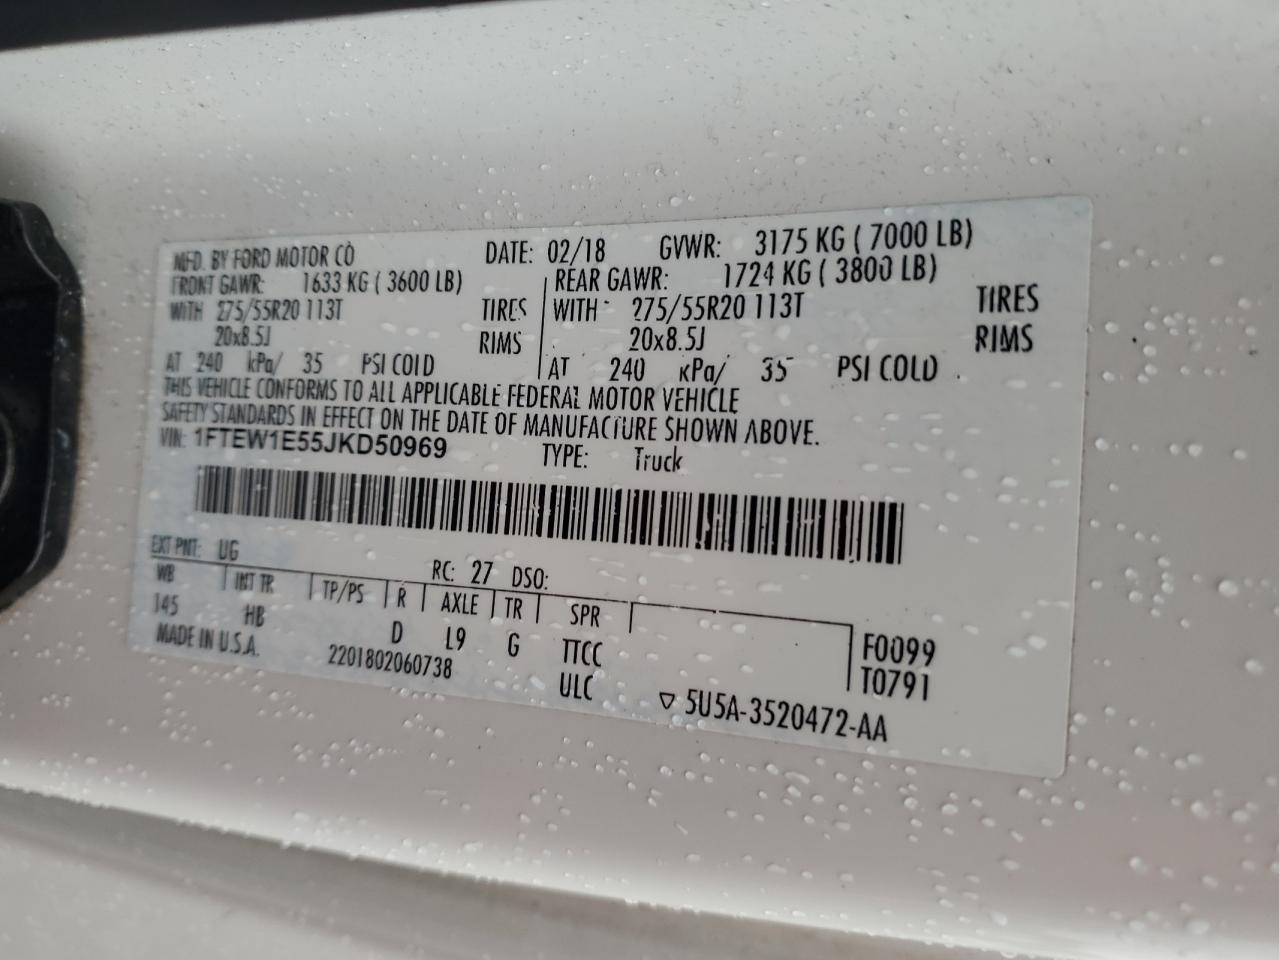 MFD. BY FORD MOTOR CO DATE: 02/18 GVWR: 3175 KG ( 7000 LB)
FRONT GAWR: 1633 KG ( 3600 LB) REAR GAWR: 1724 KG ( 3800 LB)
WITH 275/55R20 113T TIRES WITH 275/55R20 113T TIRES
20x8.5J RIMS 20x8.5J RIMS
AT 240 kPa/ 35 PSI COLD AT 240 kPa/ 35 PSI COLD
THIS VEHICLE CONFORMS TO ALL APPLICABLE FEDERAL MOTOR VEHICLE
SAFETY STANDARDS IN EFFECT ON THE DATE OF MANUFACTURE SHOWN ABOVE.
VIN: 1FTEW1E55JKD50969 TYPE: Truck
EXT PNT: UG RC: 27 DSO:
WB INT TR TP/PS R AXLE TR SPR
145 HB D L9 G TTCC F0099
MADE IN U.S.A. 2201802060738 ULC T0791
▽ 5U5A-3520472-AA